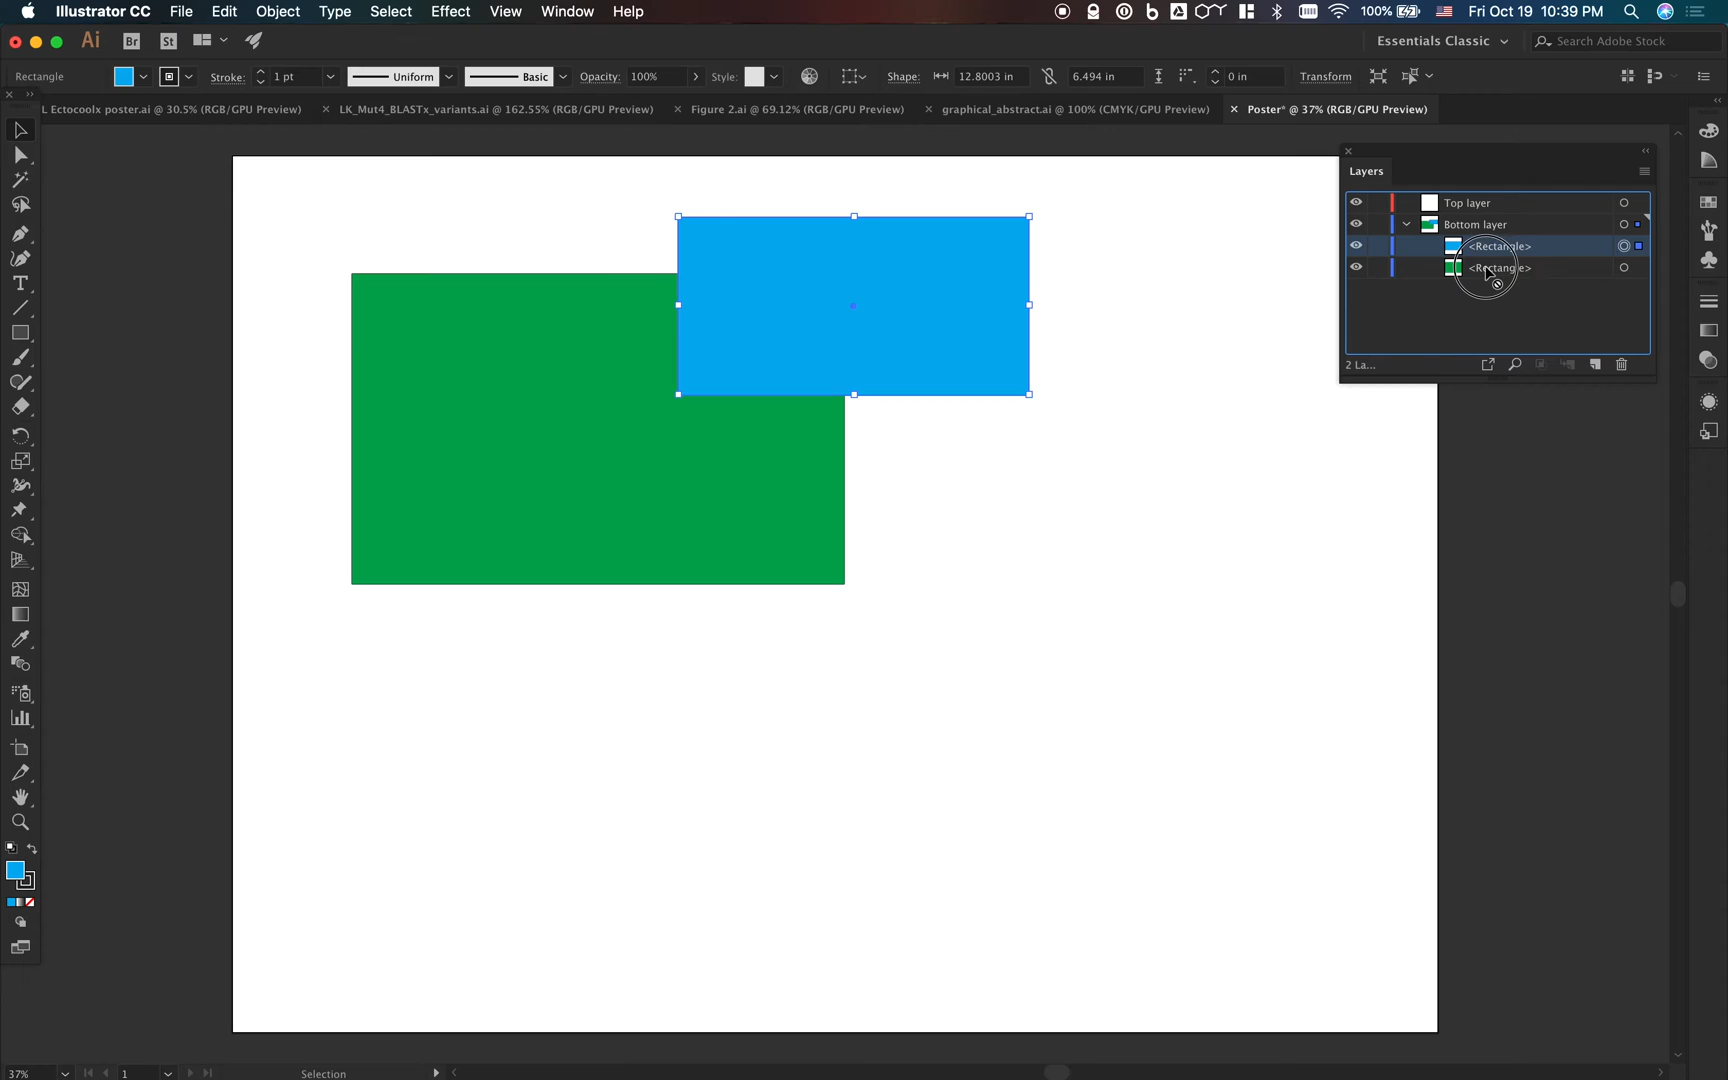 Illustrator CC File Edit Object Type Select Effect View Window Help 100% Fri Oct 19 10:39 PM
Ai Br St Essentials Classic Search Adobe Stock
Rectangle Stroke: 1 pt Uniform Basic Opacity: 100% Style: Shape: 12.8003 in 6.494 in 0 in Transform
L Ectocoolx poster.ai @ 30.5% (RGB/GPU Preview) LK_Mut4_BLASTx_variants.ai @ 162.55% (RGB/GPU Preview) Figure 2.ai @ 69.12% (RGB/GPU Preview) graphical_abstract.ai @ 100% (CMYK/GPU Preview) Poster* @ 37% (RGB/GPU Preview)
Layers
Top layer
Bottom layer
<Rectangle>
<Rectangle>
2 La...
37% 1 Selection